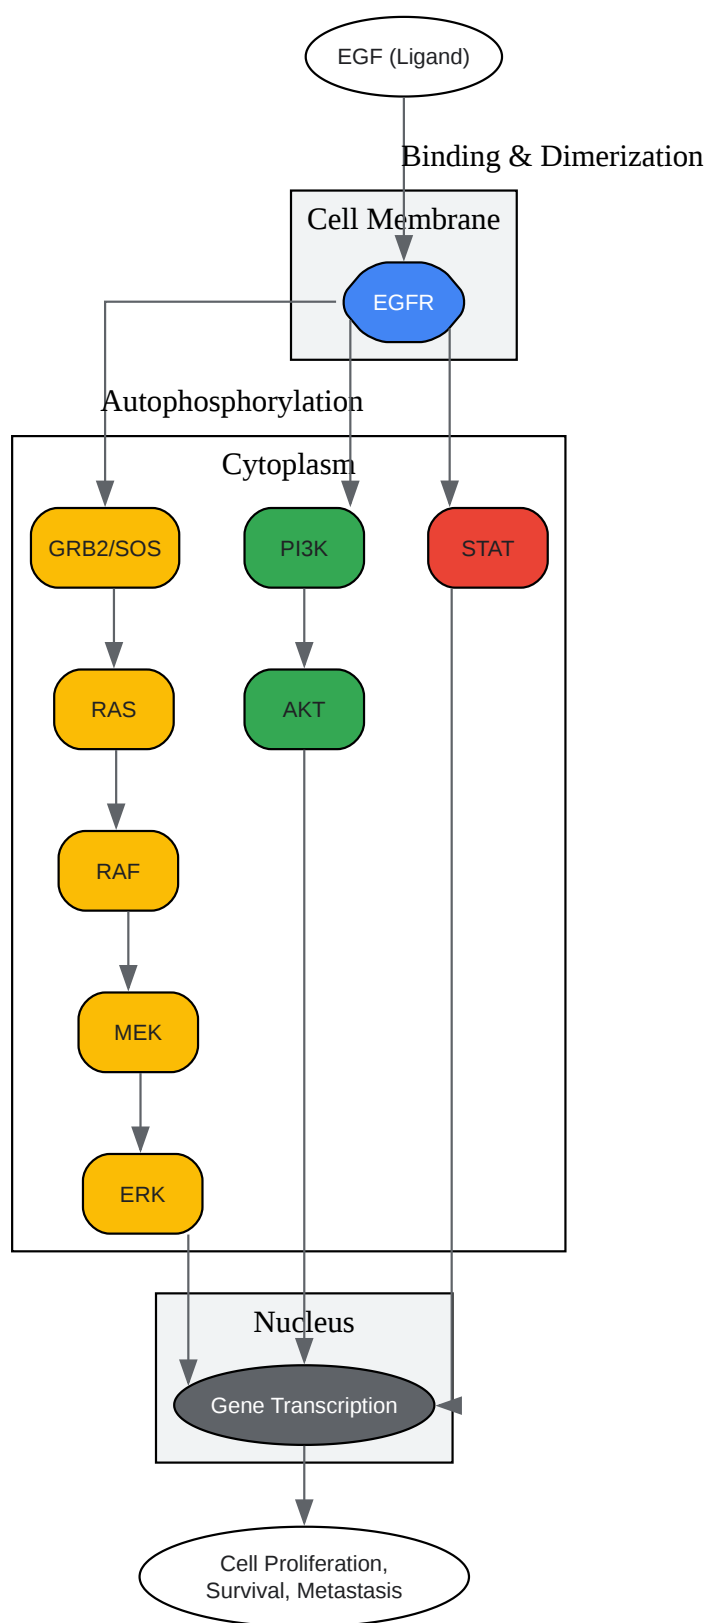 EGF (Ligand)
Binding & Dimerization
Cell Membrane
EGFR
Autophosphorylation
Cytoplasm
GRB2/SOS
PI3K
STAT
RAS
AKT
RAF
MEK
ERK
Nucleus
Gene Transcription
Cell Proliferation,
Survival, Metastasis